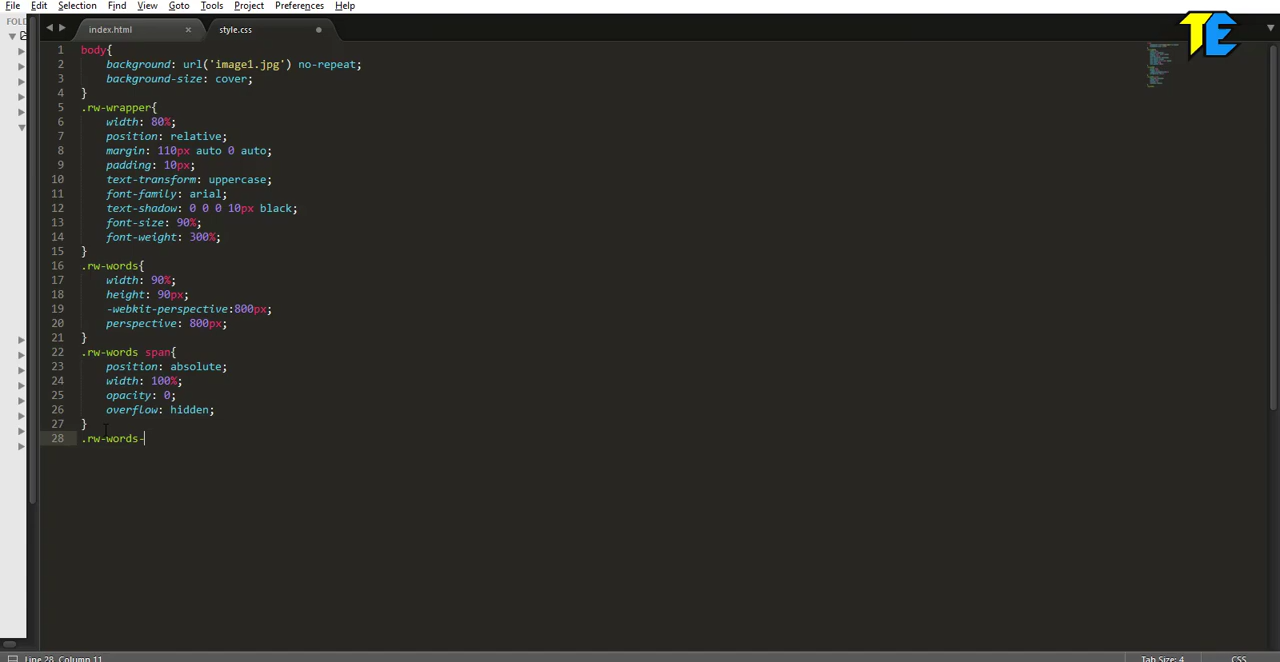 File Edit Selection Find View Goto Tools Project Preferences Help
FOLD
index.html × style.css
TE
1 body{
2 background: url('image1.jpg') no-repeat;
3 background-size: cover;
4 }
5 .rw-wrapper{
6 width: 80%;
7 position: relative;
8 margin: 110px auto 0 auto;
9 padding: 10px;
10 text-transform: uppercase;
11 font-family: arial;
12 text-shadow: 0 0 0 10px black;
13 font-size: 90%;
14 font-weight: 300%;
15 }
16 .rw-words{
17 width: 90%;
18 height: 90px;
19 -webkit-perspective:800px;
20 perspective: 800px;
21 }
22 .rw-words span{
23 position: absolute;
24 width: 100%;
25 opacity: 0;
26 overflow: hidden;
27 }
28 .rw-words-
Line 28, Column 11 Tab Size: 4 CSS